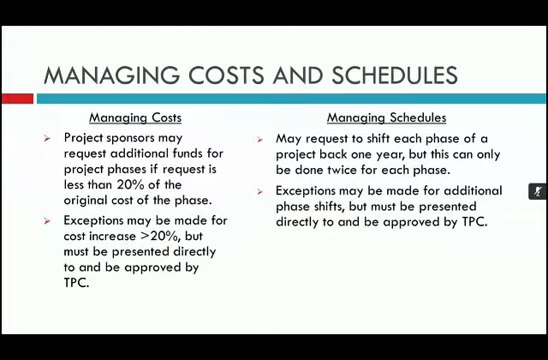 MANAGING COSTS AND SCHEDULES
Managing Costs
Project sponsors may
request additional funds for
project phases if request is
less than 20% of the
original cost of the phase.
Exceptions may be made for
cost increase >20%, but
must be presented directly
to and be approved by
TPC.
Managing Schedules
May request to shift each phase of a
project back one year, but this can only
be done twice for each phase.
Exceptions may be made for additional
phase shifts, but must be presented
directly to and be approved by TPC.